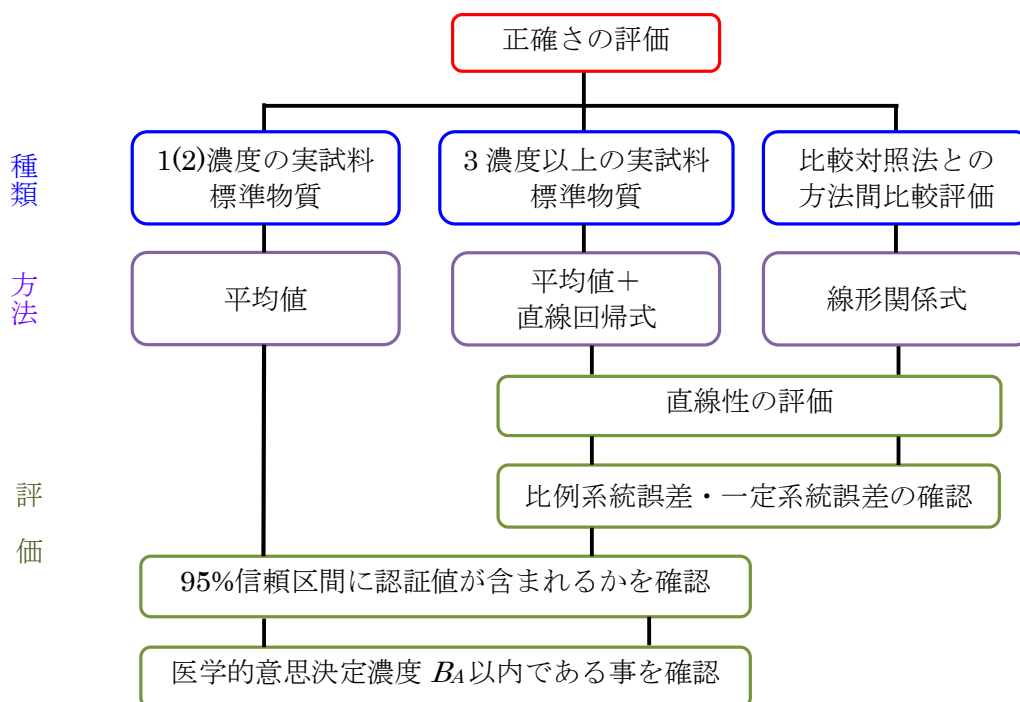 正確さの評価
種類
1(2)濃度の実試料
標準物質
3 濃度以上の実試料
標準物質
比較対照法との
方法間比較評価
方法
平均値
平均値＋
直線回帰式
線形関係式
直線性の評価
評価
比例系統誤差・一定系統誤差の確認
95%信頼区間に認証値が含まれるかを確認
医学的意思決定濃度 BA 以内である事を確認